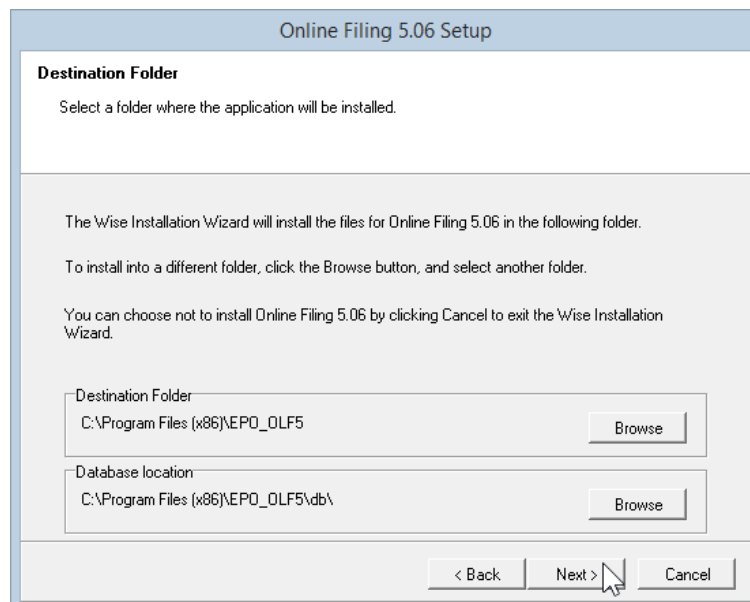 Online Filing 5.06 Setup
Destination Folder
Select a folder where the application will be installed.
The Wise Installation Wizard will install the files for Online Filing 5.06 in the following folder.
To install into a different folder, click the Browse button, and select another folder.
You can choose not to install Online Filing 5.06 by clicking Cancel to exit the Wise Installation
Wizard.
Destination Folder
C:\Program Files (x86)\EPO_OLF5
Browse
Database location
C:\Program Files (x86)\EPO_OLF5\db\
Browse
< Back
Next >
Cancel